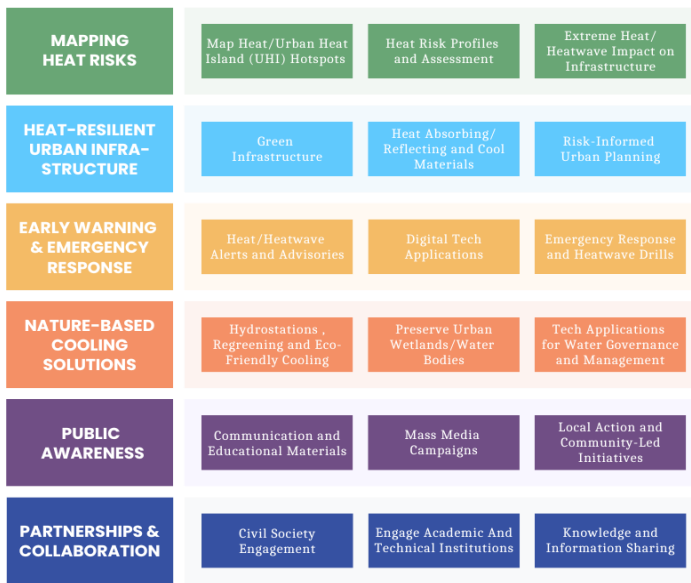 MAPPING
HEAT RISKS
Map Heat/Urban Heat
Island (UHI) Hotspots
Heat Risk Profiles
and Assessment
Extreme Heat/
Heatwave Impact on
Infrastructure
HEAT-RESILIENT
URBAN INFRA-
STRUCTURE
Green
Infrastructure
Heat Absorbing/
Reflecting and Cool
Materials
Risk-Informed
Urban Planning
EARLY WARNING
& EMERGENCY
RESPONSE
Heat/Heatwave
Alerts and Advisories
Digital Tech
Applications
Emergency Response
and Heatwave Drills
NATURE-BASED
COOLING
SOLUTIONS
Hydrostations ,
Regreening and Eco-
Friendly Cooling
Preserve Urban
Wetlands/Water
Bodies
Tech Applications
for Water Governance
and Management
PUBLIC
AWARENESS
Communication and
Educational Materials
Mass Media
Campaigns
Local Action and
Community-Led
Initiatives
PARTNERSHIPS &
COLLABORATION
Civil Society
Engagement
Engage Academic And
Technical Institutions
Knowledge and
Information Sharing